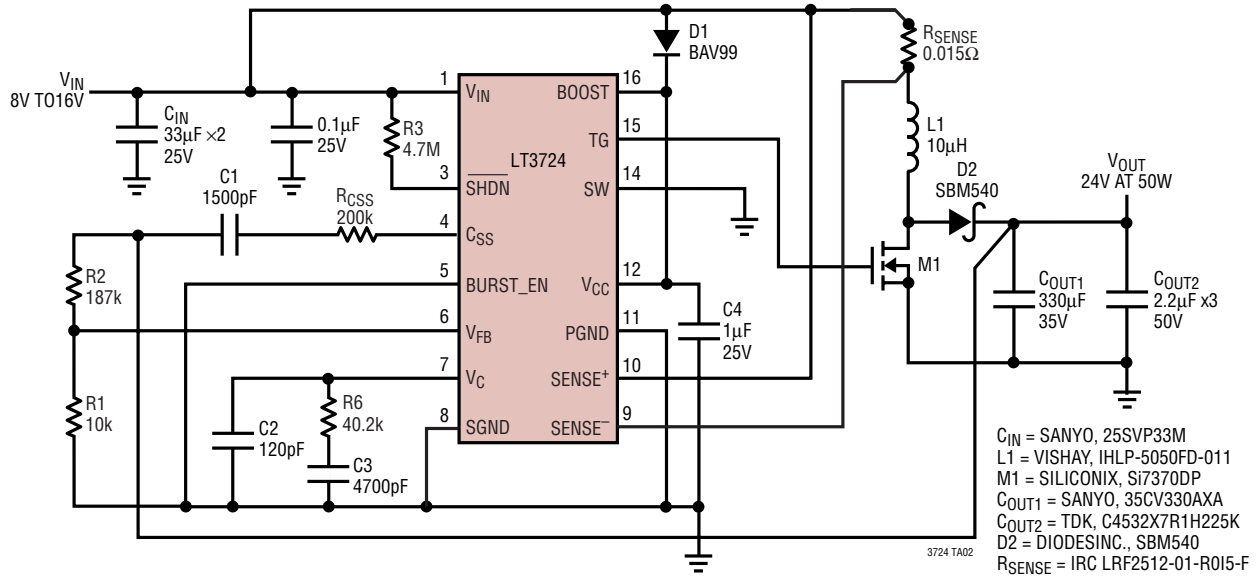 VIN
8V TO16V
CIN
33µF ×2
25V
0.1µF
25V
R3
4.7M
C1
1500pF
RCSS
200k
R2
187k
R1
10k
C2
120pF
R6
40.2k
C3
4700pF
1
VIN
3
SHDN
4
CSS
5
BURST_EN
6
VFB
7
VC
8
SGND
LT3724
16
BOOST
15
TG
14
SW
12
VCC
11
PGND
10
SENSE+
9
SENSE–
D1
BAV99
RSENSE
0.015Ω
L1
10µH
D2
SBM540
VOUT
24V AT 50W
M1
C4
1µF
25V
COUT1
330µF
35V
COUT2
2.2µF x3
50V
CIN = SANYO, 25SVP33M
L1 = VISHAY, IHLP-5050FD-011
M1 = SILICONIX, Si7370DP
COUT1 = SANYO, 35CV330AXA
COUT2 = TDK, C4532X7R1H225K
D2 = DIODESINC., SBM540
RSENSE = IRC LRF2512-01-R0I5-F
3724 TA02